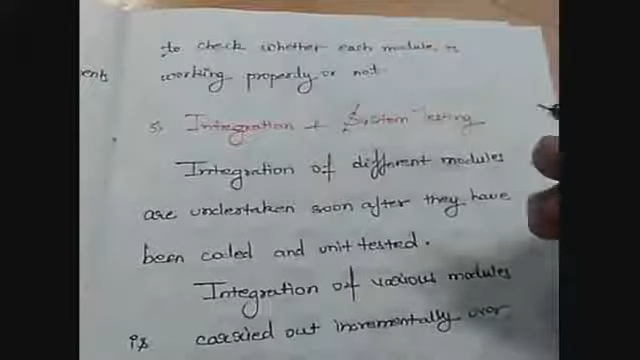 to check whether each module is
ents
working properly or not.
5. Integration + System Testing
Integration of different modules
are undertaken soon after they have
been coded and unit tested.
Integration of various modules
is carried out incrementally over